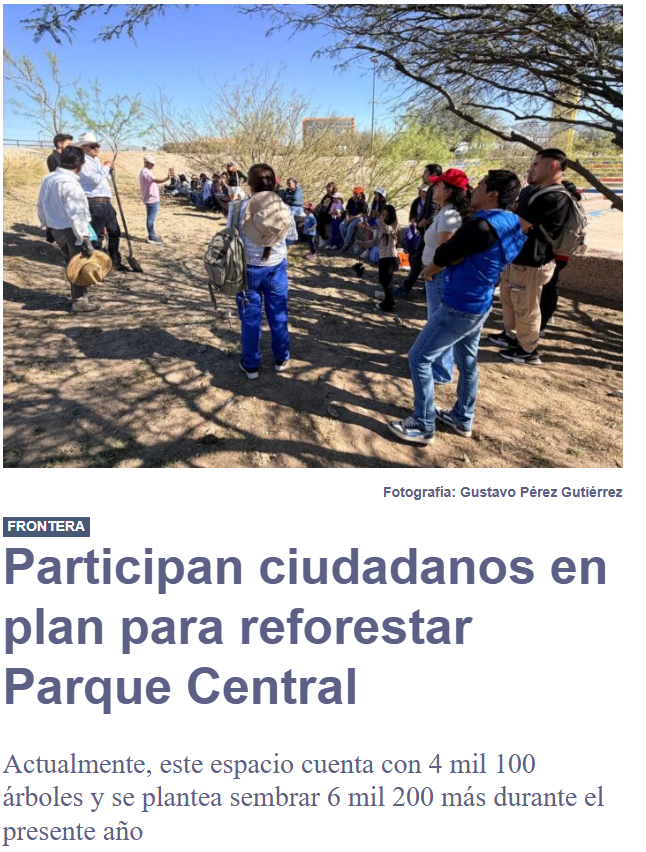 Fotografía: Gustavo Pérez Gutiérrez
FRONTERA
Participan ciudadanos en
plan para reforestar
Parque Central
Actualmente, este espacio cuenta con 4 mil 100
árboles y se plantea sembrar 6 mil 200 más durante el
presente año